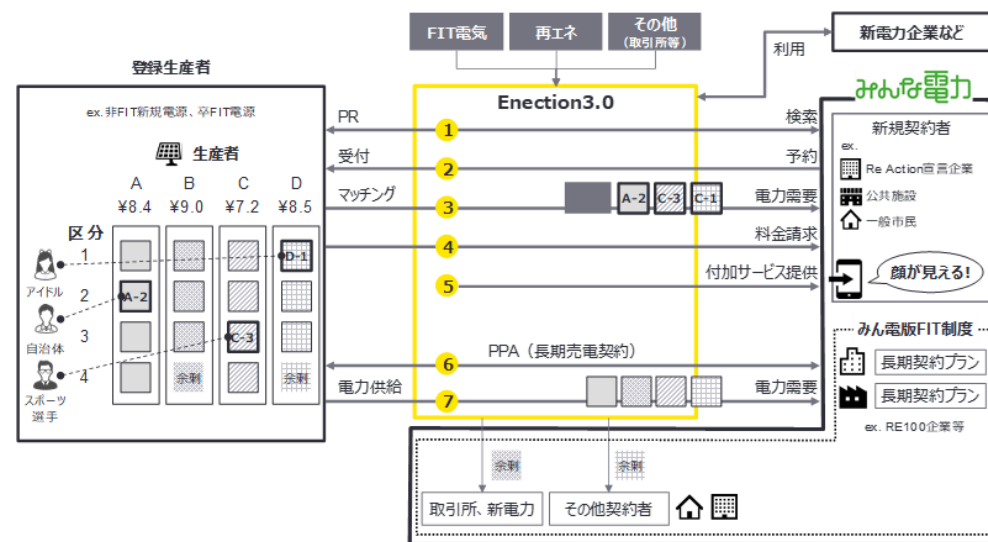 FIT電気
再エネ
その他
(取引所等)
新電力企業など
利用
登録生産者
ex.非FIT新規電源、卒FIT電源
生産者
A B C D
¥8.4 ¥9.0 ¥7.2 ¥8.5
区分
1
2
3
4
アイドル
自治体
スポーツ
選手
D-1
A-2
C-3
余剰
余剰
Enection3.0
PR
1
検索
受付
2
予約
マッチング
3
A-2
C-3
C-1
電力需要
4
料金請求
5
付加サービス提供
PPA（長期売電契約）
6
電力供給
7
電力需要
みんな電力
新規契約者
ex.
Re Action宣言企業
公共施設
一般市民
顔が見える!
みん電版FIT制度
長期契約プラン
長期契約プラン
ex. RE100企業等
余剰
余剰
取引所、新電力
その他契約者